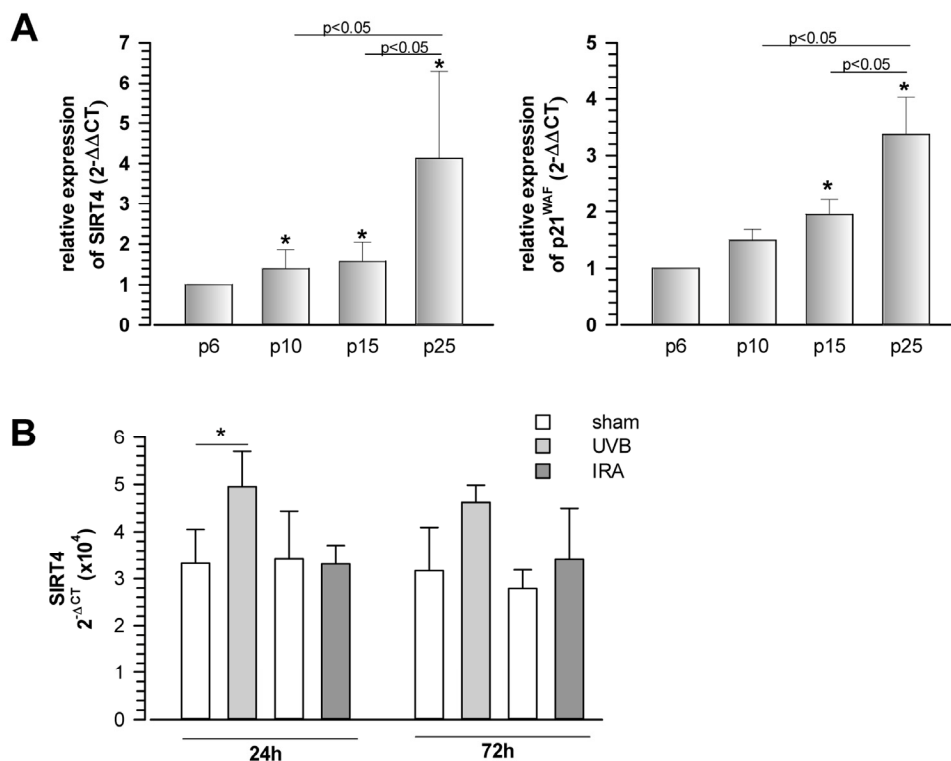 A
relative expression
of SIRT4 (2-ΔΔCT)
7
6
5
4
3
2
1
0
p<0.05
p<0.05
*
*
*
p6 p10 p15 p25
relative expression
of p21WAF (2-ΔΔCT)
5
4
3
2
1
0
p<0.05
p<0.05
*
*
p6 p10 p15 p25
B
SIRT4
2-ΔCT (x104)
6
5
4
3
2
1
0
*
24h 72h
sham
UVB
IRA